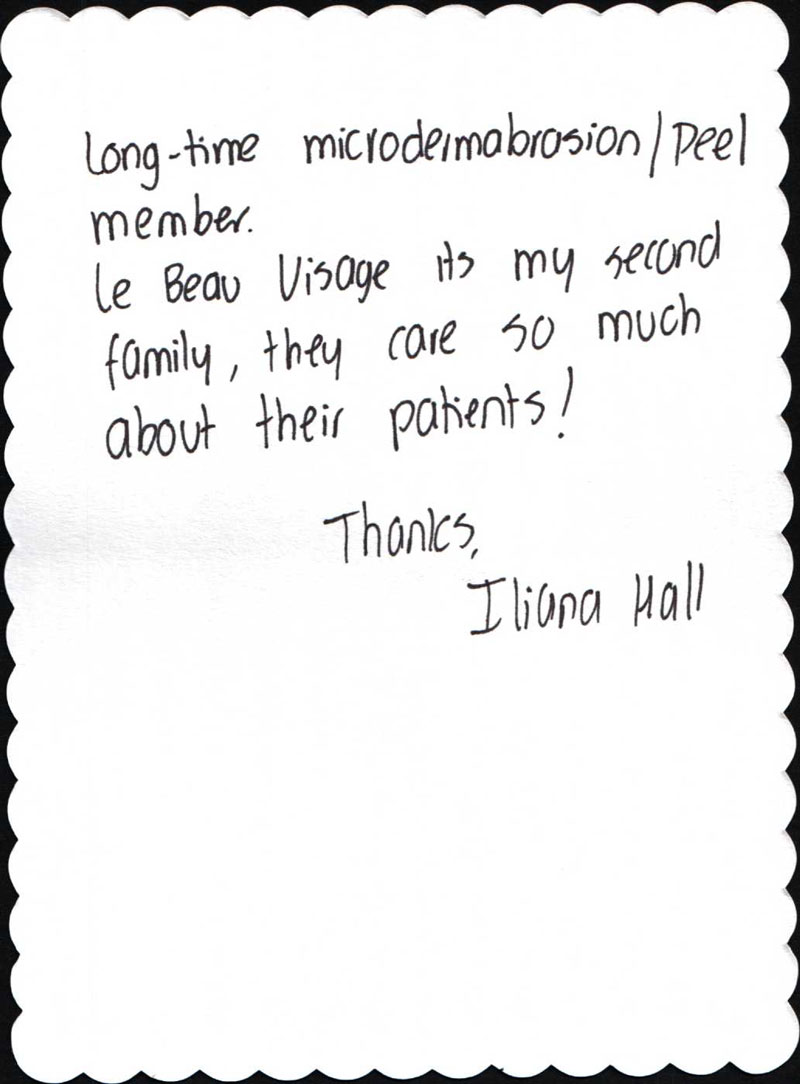 Long-time microdermabrasion/peel
member.
Le Beau Visage its my second
family, they care so much
about their patients!
Thanks,
Iliana Hall